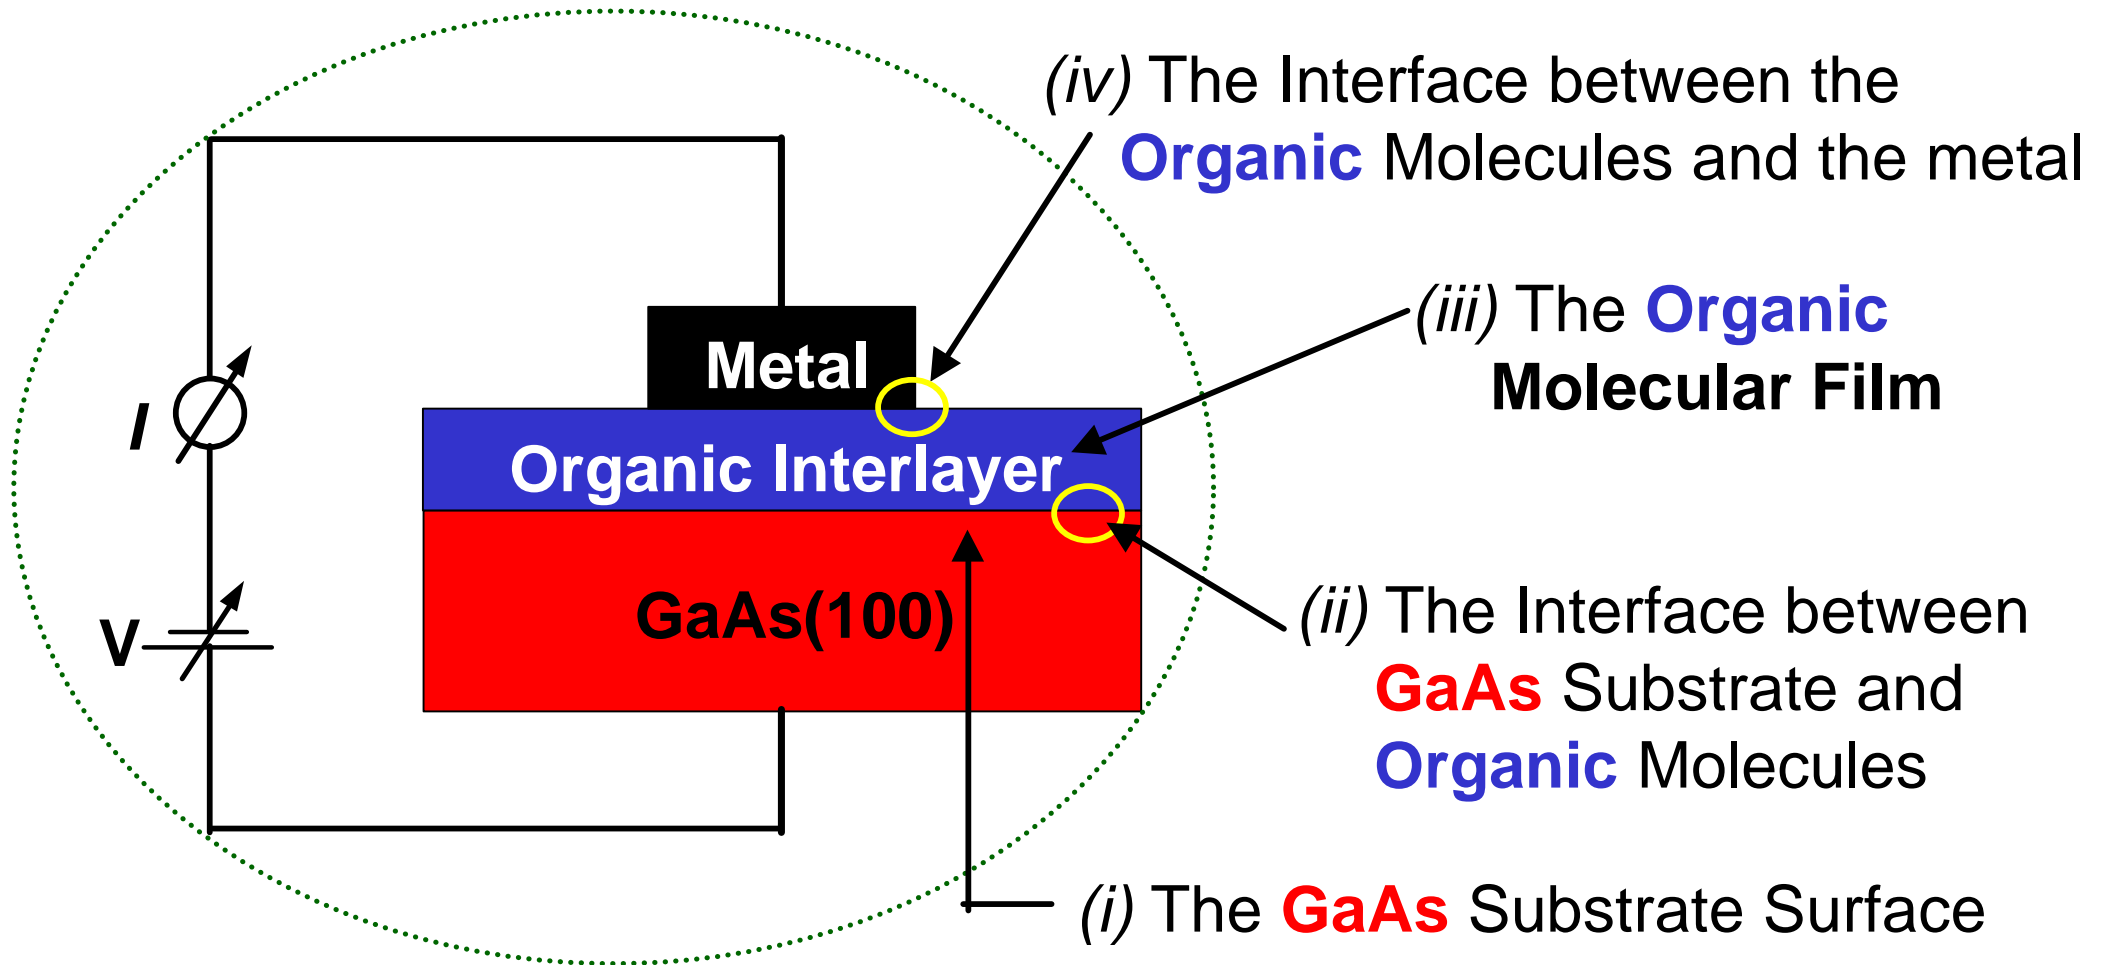 (iv) The Interface between the
Organic Molecules and the metal
(iii) The Organic
Molecular Film
Metal
I
Organic Interlayer
GaAs(100)
V
(ii) The Interface between
GaAs Substrate and
Organic Molecules
(i) The GaAs Substrate Surface